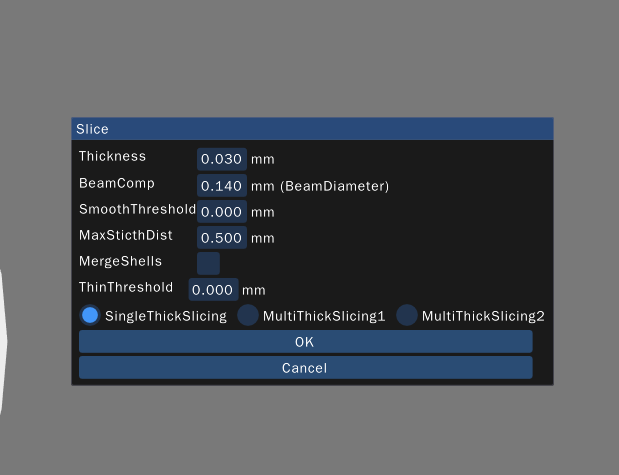 Slice
Thickness 0.030 mm
BeamComp 0.140 mm (BeamDiameter)
SmoothThreshold 0.000 mm
MaxSticthDist 0.500 mm
MergeShells
ThinThreshold 0.000 mm
SingleThickSlicing MultiThickSlicing1 MultiThickSlicing2
OK
Cancel